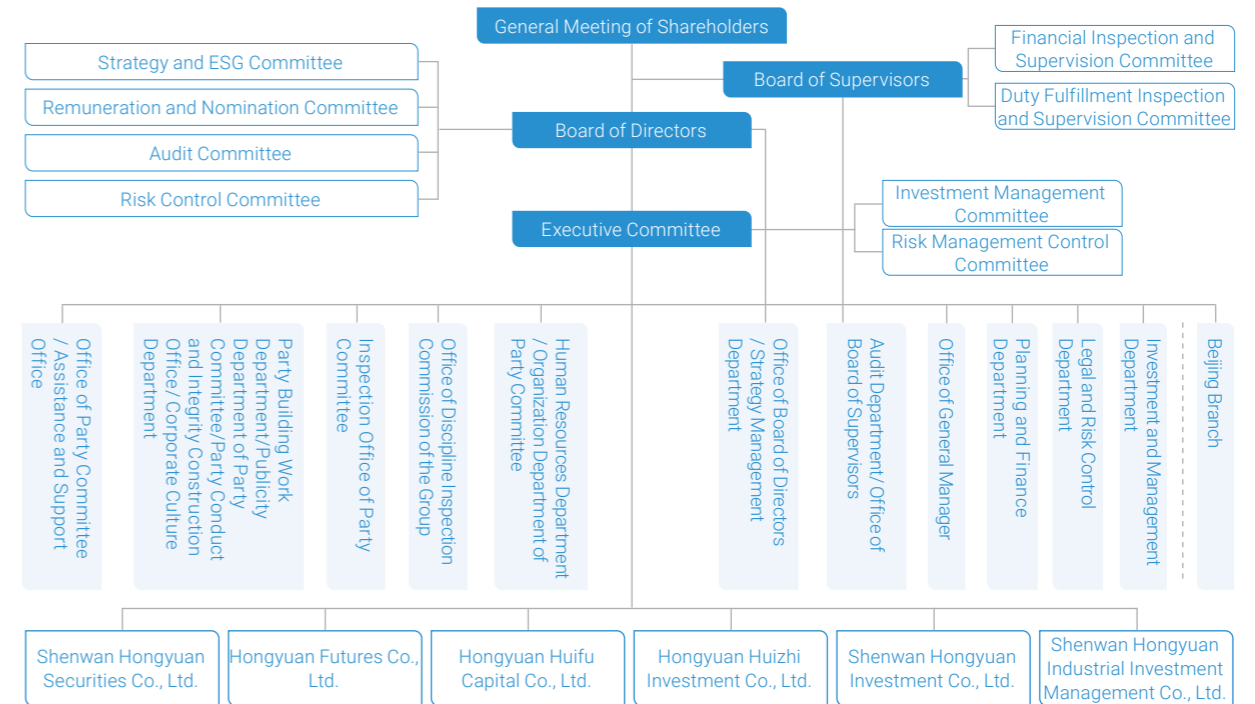 General Meeting of Shareholders
Strategy and ESG Committee
Remuneration and Nomination Committee
Audit Committee
Risk Control Committee
Board of Supervisors
Financial Inspection and
Supervision Committee
Duty Fulfillment Inspection
and Supervision Committee
Board of Directors
Executive Committee
Investment Management
Committee
Risk Management Control
Committee
Office of Party Committee
/ Assistance and Support
Office
Party Building Work
Department/Publicity
Department of Party
Committee/Party Conduct
and Integrity Construction
Office/ Corporate Culture
Department
Inspection Office of Party
Committee
Office of Discipline Inspection
Commission of the Group
Human Resources Department
/ Organization Department of
Party Committee
Office of Board of Directors
/ Strategy Management
Department
Audit Department/ Office of
Board of Supervisors
Office of General Manager
Planning and Finance
Department
Legal and Risk Control
Department
Investment and Management
Department
Beijing Branch
Shenwan Hongyuan
Securities Co., Ltd.
Hongyuan Futures Co.,
Ltd.
Hongyuan Huifu
Capital Co., Ltd.
Hongyuan Huizhi
Investment Co., Ltd.
Shenwan Hongyuan
Investment Co., Ltd.
Shenwan Hongyuan
Industrial Investment
Management Co., Ltd.